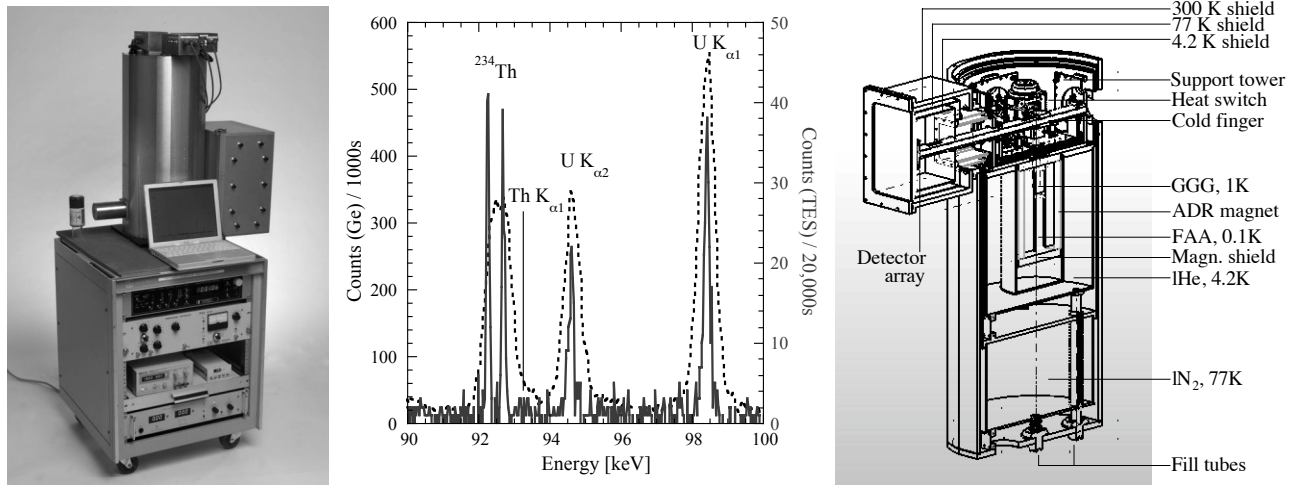 600
500
400
300
200
100
0
Counts (Ge) / 1000s
50
40
30
20
10
0
Counts (TES) / 20,000s
90
92
94
96
98
100
Energy [keV]
²³⁴Th
Th K_α1
U K_α2
U K_α1
300 K shield
77 K shield
4.2 K shield
Support tower
Heat switch
Cold finger
GGG, 1K
ADR magnet
FAA, 0.1K
Magn. shield
lHe, 4.2K
Detector
array
lN₂, 77K
Fill tubes